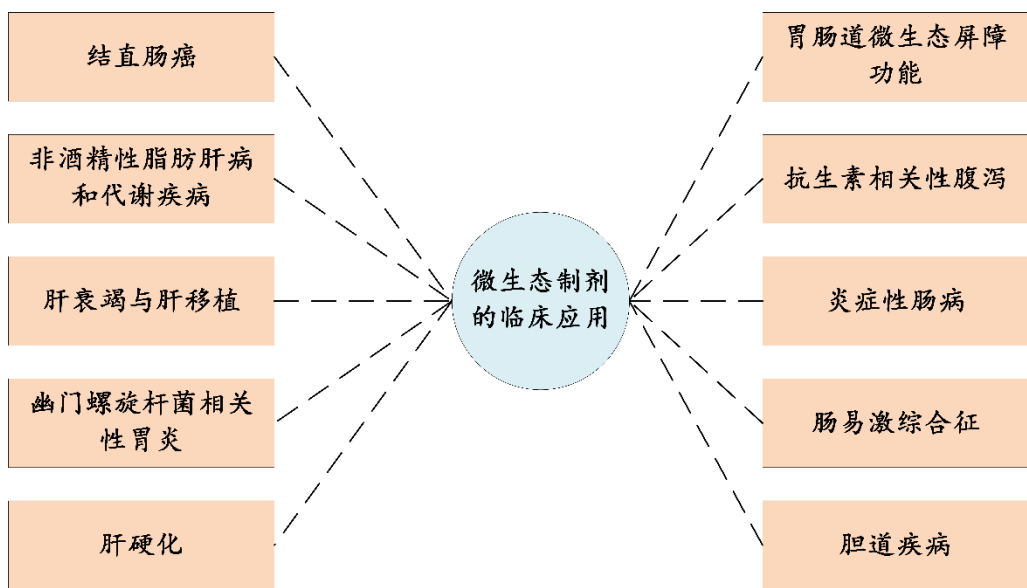 结直肠癌
非酒精性脂肪肝病
和代谢疾病
肝衰竭与肝移植
幽门螺旋杆菌相关
性胃炎
肝硬化
微生态制剂
的临床应用
胃肠道微生态屏障
功能
抗生素相关性腹泻
炎症性肠病
肠易激综合征
胆道疾病